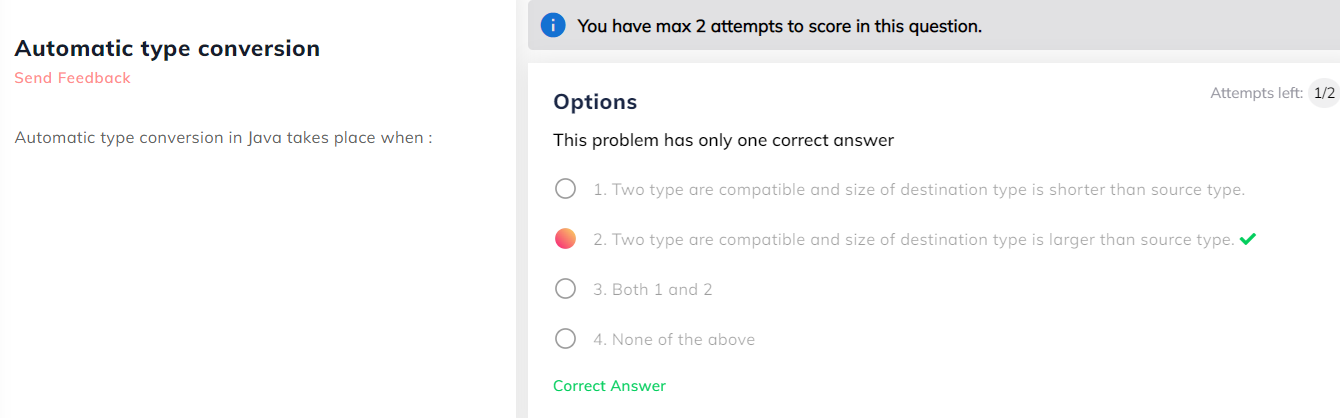 Automatic type conversion
Send Feedback
Automatic type conversion in Java takes place when :
i You have max 2 attempts to score in this question.
Options
Attempts left: 1/2
This problem has only one correct answer
1. Two type are compatible and size of destination type is shorter than source type.
2. Two type are compatible and size of destination type is larger than source type.
3. Both 1 and 2
4. None of the above
Correct Answer